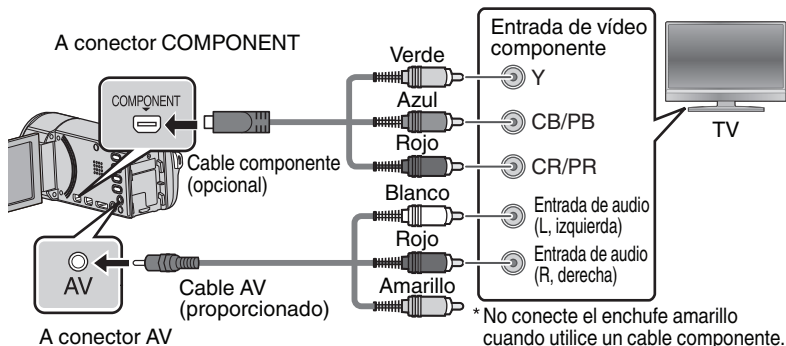 A conector COMPONENT
COMPONENT
Cable componente
(opcional)
Verde
Azul
Rojo
Entrada de vídeo
componente
Y
CB/PB
CR/PR
TV
Blanco
Rojo
Amarillo
Entrada de audio
(L, izquierda)
Entrada de audio
(R, derecha)
AV
Cable AV
(proporcionado)
A conector AV
* No conecte el enchufe amarillo
cuando utilice un cable componente.